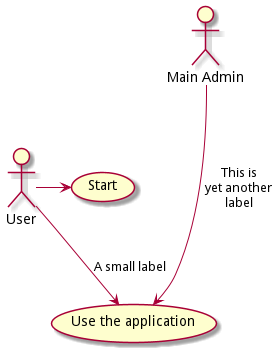 Main Admin
This is
yet another
label
Start
User
A small label
Use the application